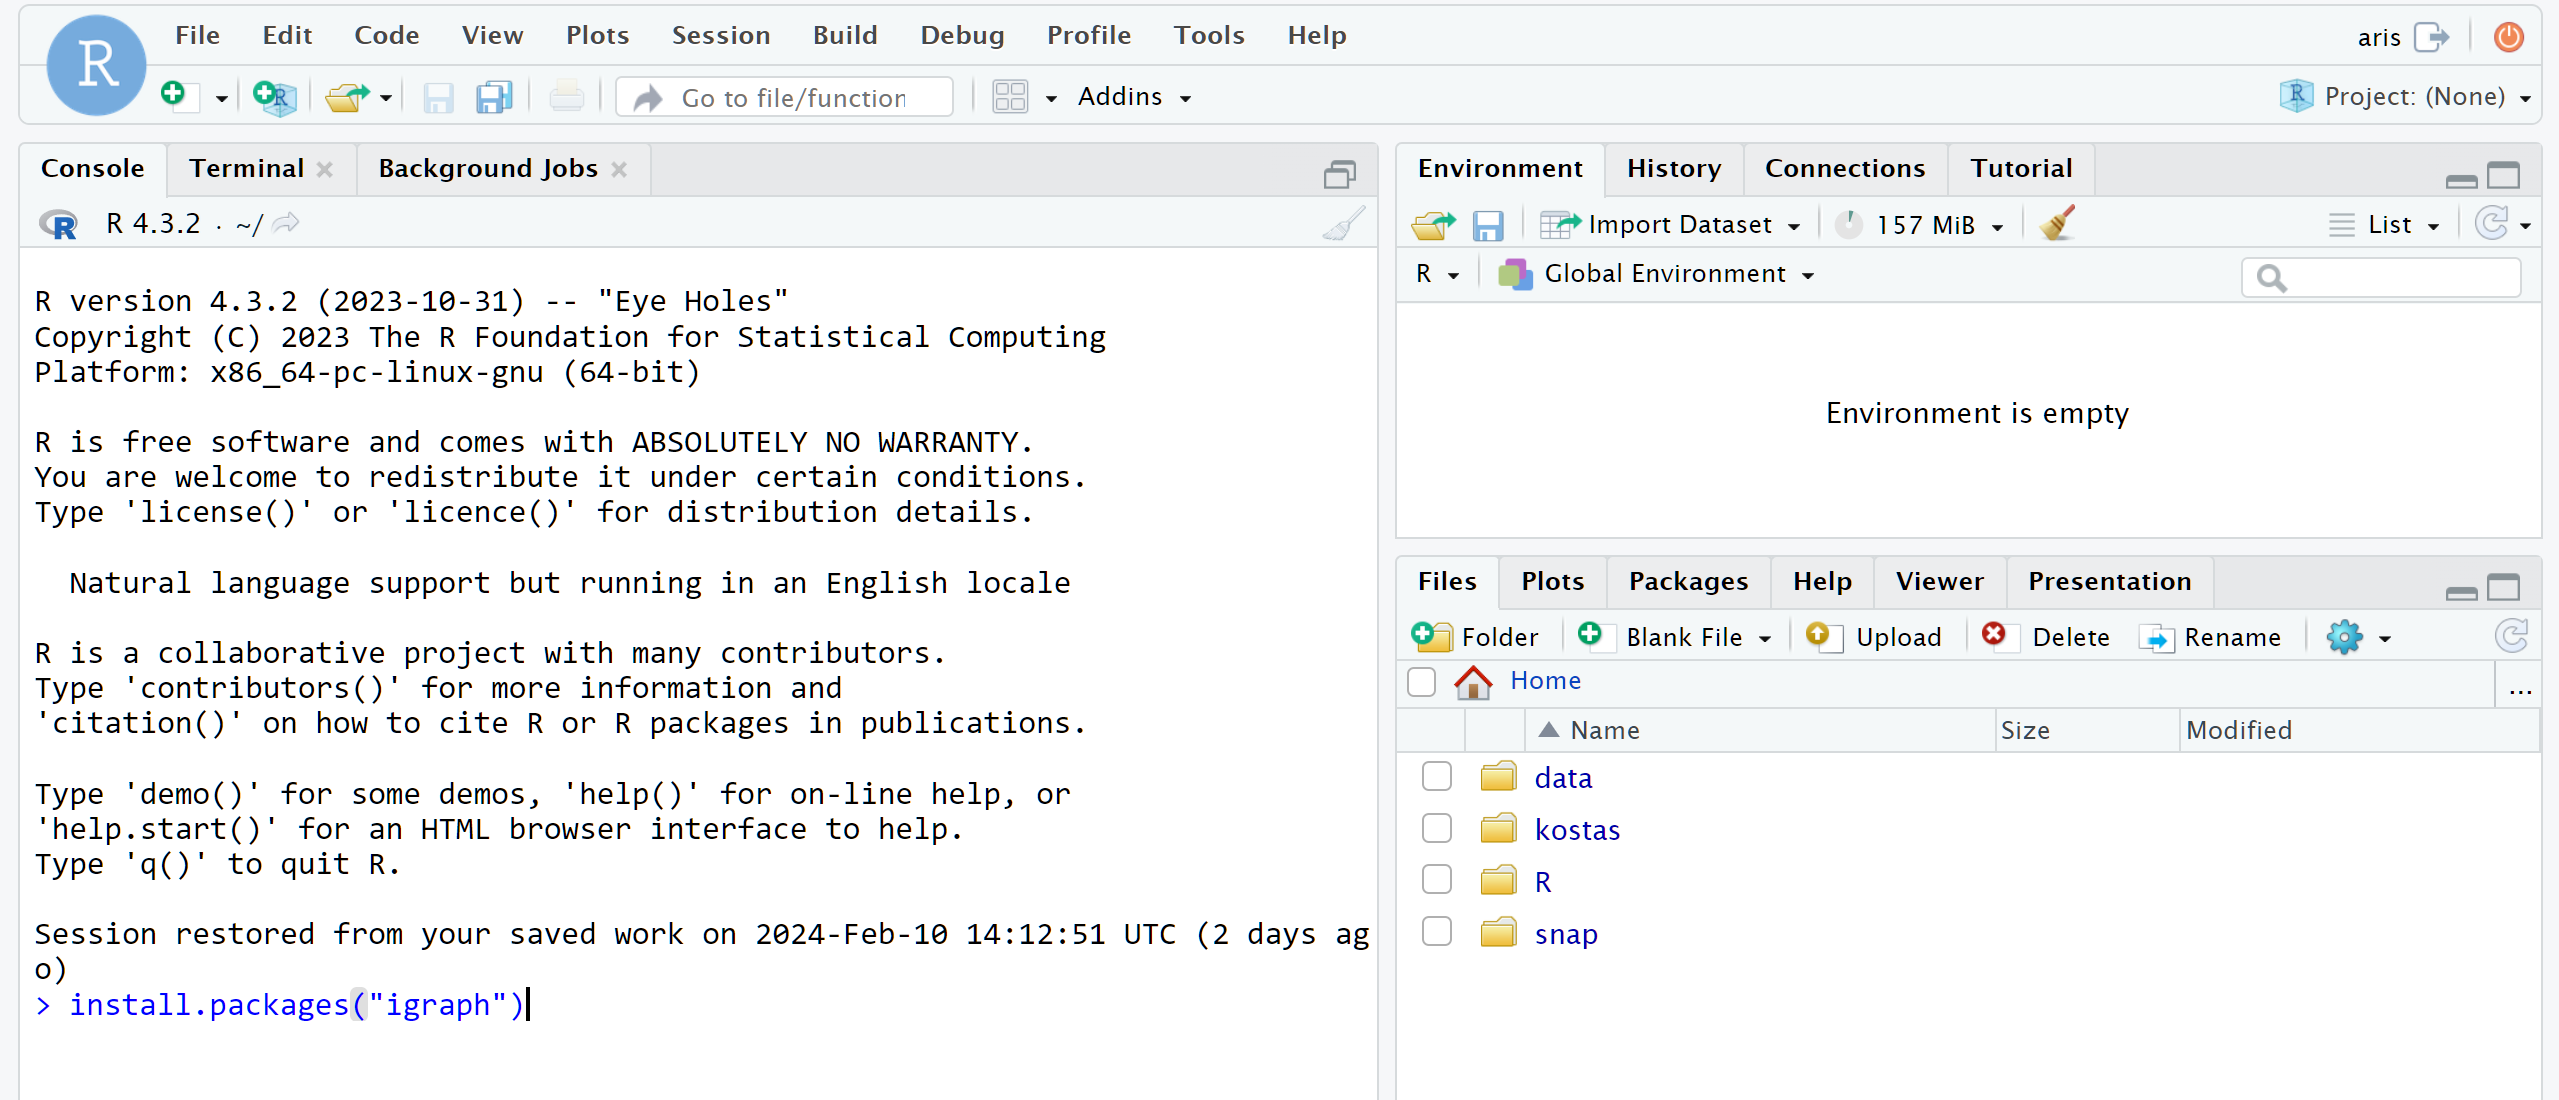 R File Edit Code View Plots Session Build Debug Profile Tools Help aris
Go to file/function Addins Project: (None)
Console Terminal Background Jobs
R 4.3.2 · ~/
R version 4.3.2 (2023-10-31) -- "Eye Holes"
Copyright (C) 2023 The R Foundation for Statistical Computing
Platform: x86_64-pc-linux-gnu (64-bit)
R is free software and comes with ABSOLUTELY NO WARRANTY.
You are welcome to redistribute it under certain conditions.
Type 'license()' or 'licence()' for distribution details.
Natural language support but running in an English locale
R is a collaborative project with many contributors.
Type 'contributors()' for more information and
'citation()' on how to cite R or R packages in publications.
Type 'demo()' for some demos, 'help()' for on-line help, or
'help.start()' for an HTML browser interface to help.
Type 'q()' to quit R.
Session restored from your saved work on 2024-Feb-10 14:12:51 UTC (2 days ag
o)
> install.packages("igraph")
Environment History Connections Tutorial
Import Dataset 157 MiB List
R Global Environment
Environment is empty
Files Plots Packages Help Viewer Presentation
Folder Blank File Upload Delete Rename
Home ...
Name Size Modified
data
kostas
R
snap